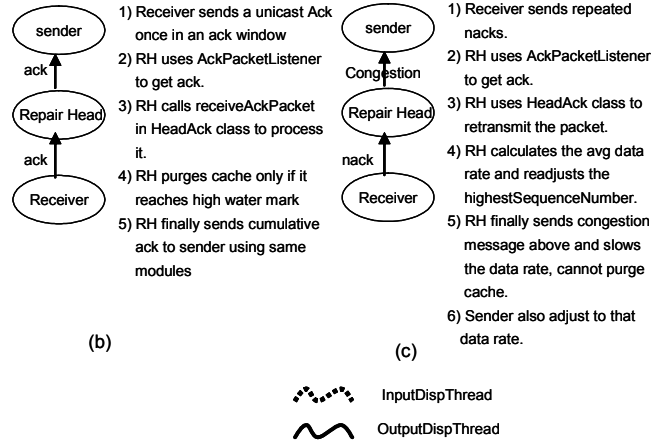 sender
ack
Repair Head
ack
Receiver
1) Receiver sends a unicast Ack
once in an ack window
2) RH uses AckPacketListener
to get ack.
3) RH calls receiveAckPacket
in HeadAck class to process
it.
4) RH purges cache only if it
reaches high water mark
5) RH finally sends cumulative
ack to sender using same
modules
(b)
sender
Congestion
Repair Head
nack
Receiver
1) Receiver sends repeated
nacks.
2) RH uses AckPacketListener
to get ack.
3) RH uses HeadAck class to
retransmit the packet.
4) RH calculates the avg data
rate and readjusts the
highestSequenceNumber.
5) RH finally sends congestion
message above and slows
the data rate, cannot purge
cache.
6) Sender also adjust to that
data rate.
(c)
InputDispThread
OutputDispThread